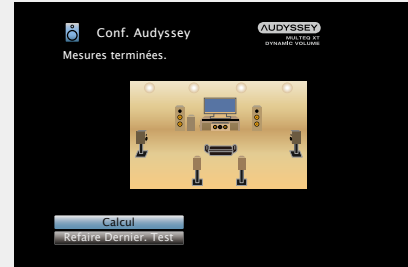 Conf. Audyssey
AUDYSSEY
MULTEQ XT
DYNAMIC VOLUME
Mesures terminées.
Calcul
Refaire Dernier. Test